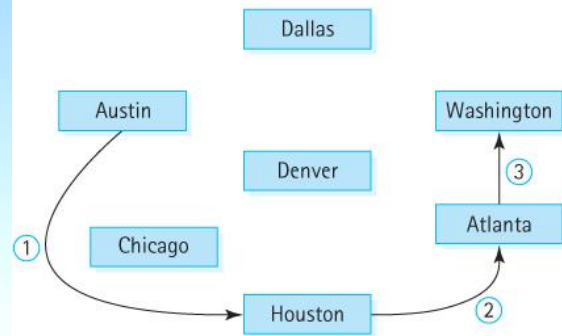 Dallas
Austin
Washington
Denver
3
Atlanta
1
Chicago
Houston
2